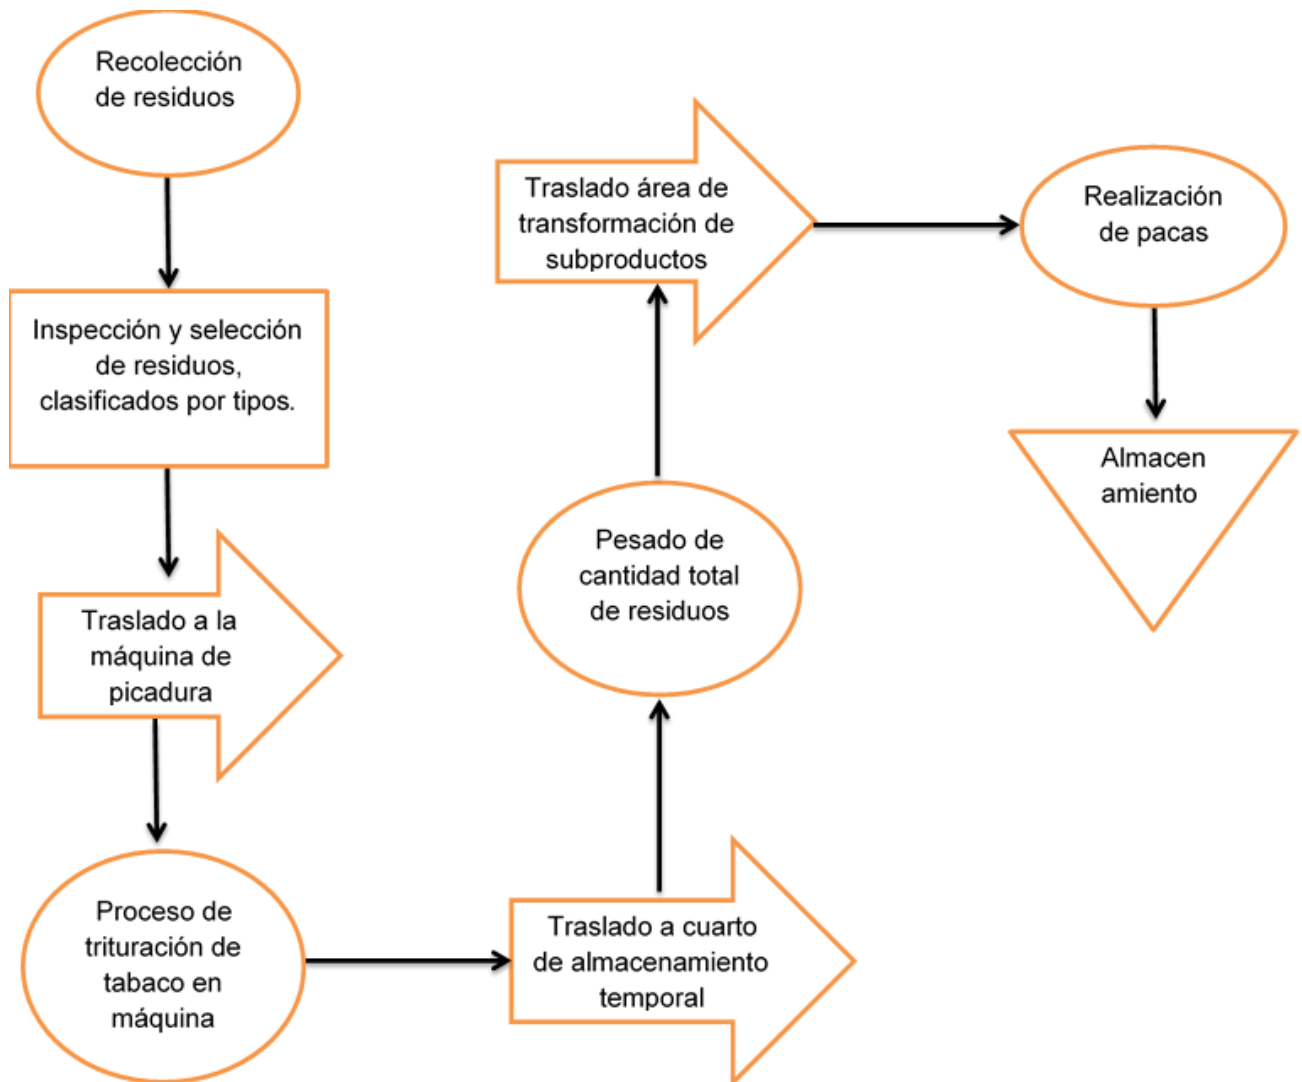 Recolección
de residuos
Inspección y selección
de residuos,
clasificados por tipos.
Traslado a la
máquina de
picadura
Proceso de
trituración de
tabaco en
máquina
Traslado a cuarto
de almacenamiento
temporal
Pesado de
cantidad total
de residuos
Traslado área de
transformación de
subproductos
Realización
de pacas
Almacen
amiento